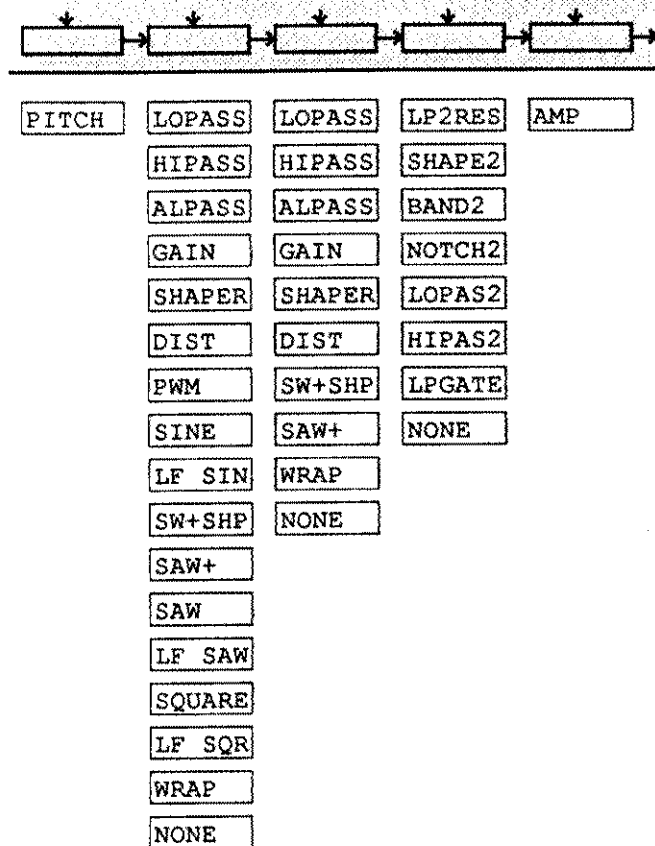 PITCH LOPASS LOPASS LP2RES AMP
HIPASS HIPASS SHAPE2
ALPASS ALPASS BAND2
GAIN GAIN NOTCH2
SHAPER SHAPER LOPAS2
DIST DIST HIPAS2
PWM SW+SHP LPGATE
SINE SAW+ NONE
LF SIN WRAP
SW+SHP NONE
SAW+
SAW
LF SAW
SQUARE
LF SQR
WRAP
NONE